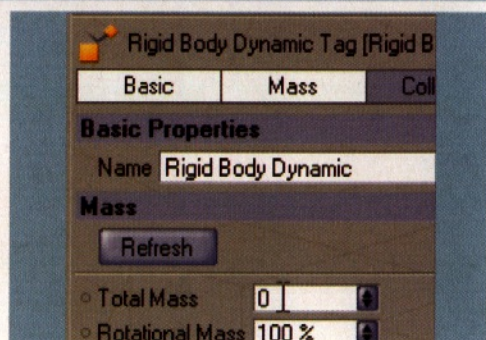 Rigid Body Dynamic Tag [Rigid B
Basic Mass Coll
Basic Properties
Name Rigid Body Dynamic
Mass
Refresh
Total Mass 0
Rotational Mass 100 %